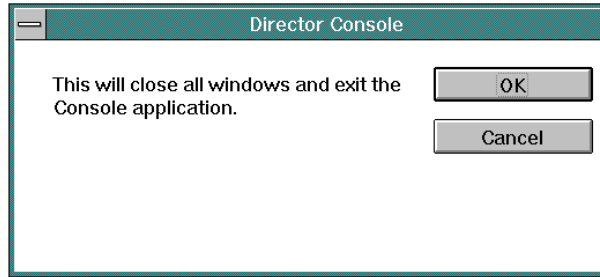 Director Console
This will close all windows and exit the
Console application.
OK
Cancel